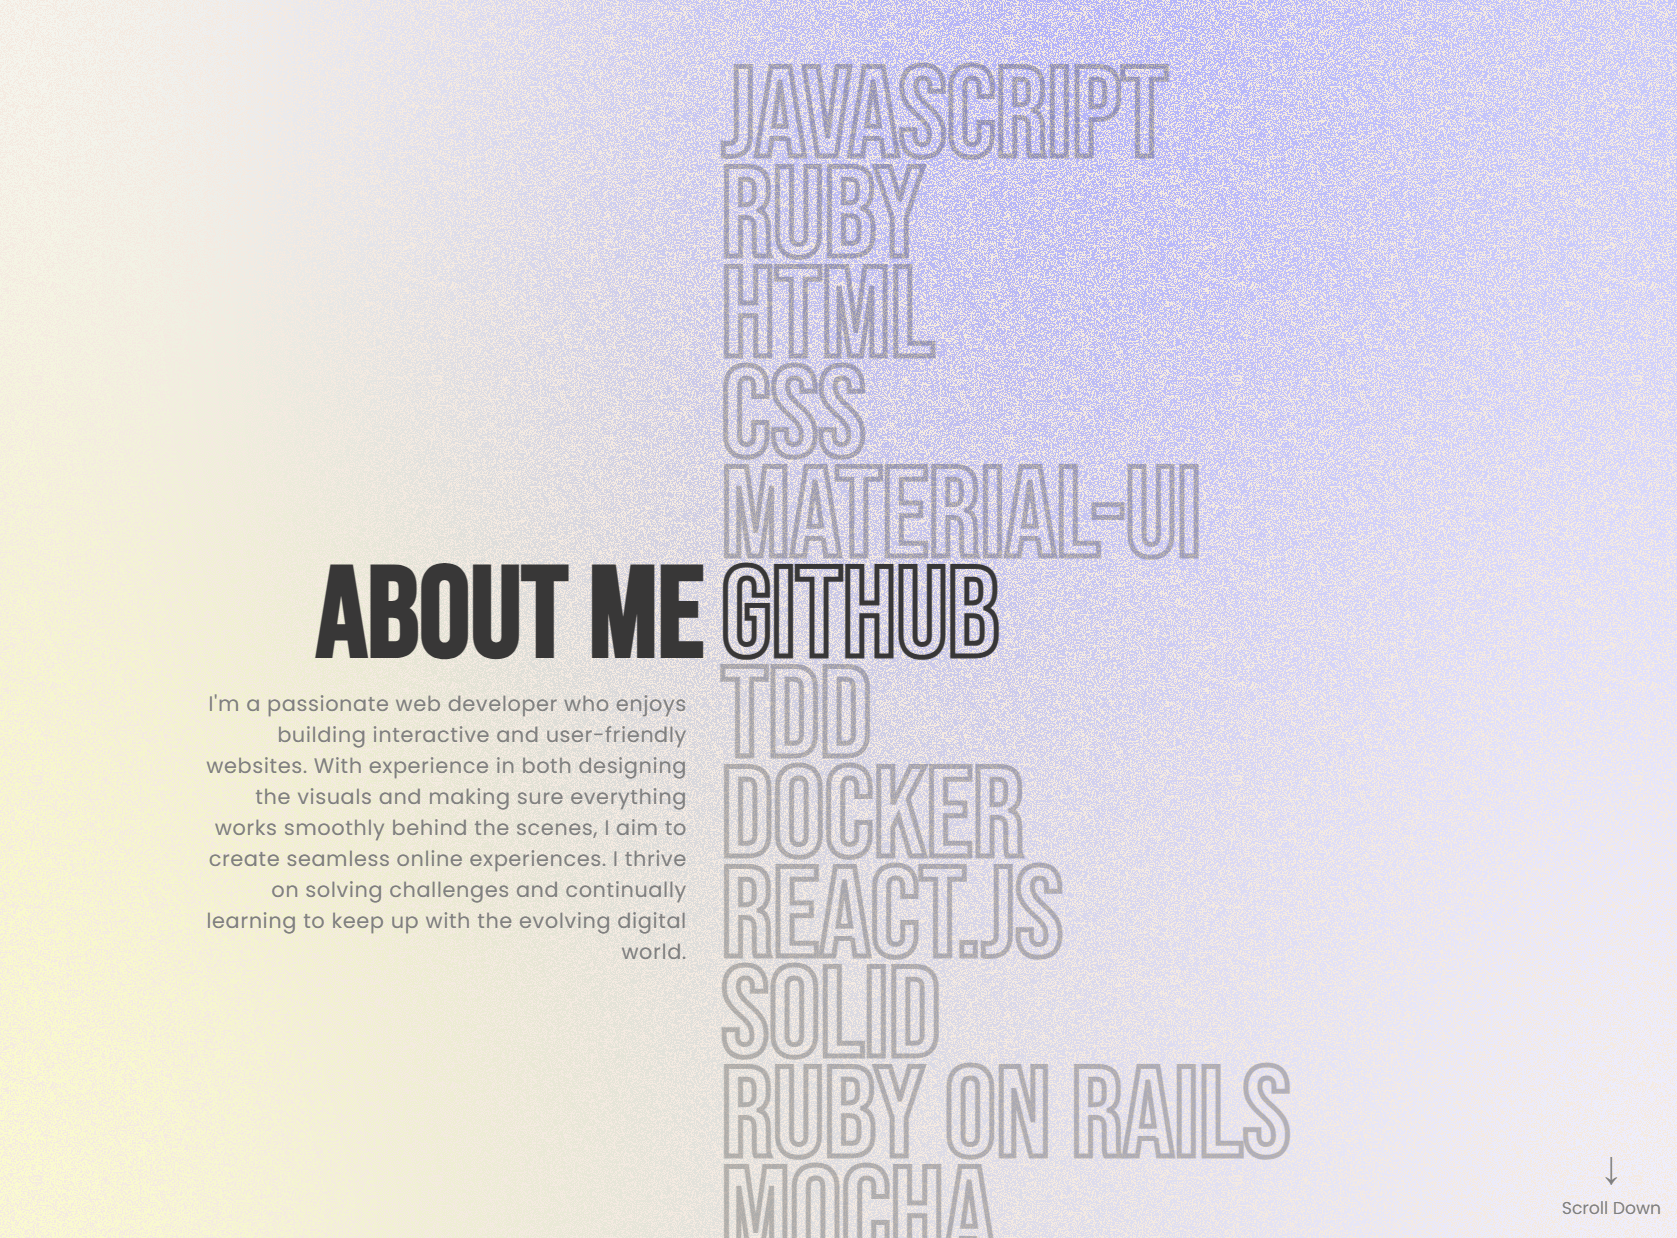 JAVASCRIPT
RUBY
HTML
CSS
MATERIAL-UI
ABOUT ME GITHUB
I'm a passionate web developer who enjoys
building interactive and user-friendly
websites. With experience in both designing
the visuals and making sure everything
works smoothly behind the scenes, I aim to
create seamless online experiences. I thrive
on solving challenges and continually
learning to keep up with the evolving digital
world.
TDD
DOCKER
REACT.JS
SOLID
RUBY ON RAILS
MOCHA
↓
Scroll Down